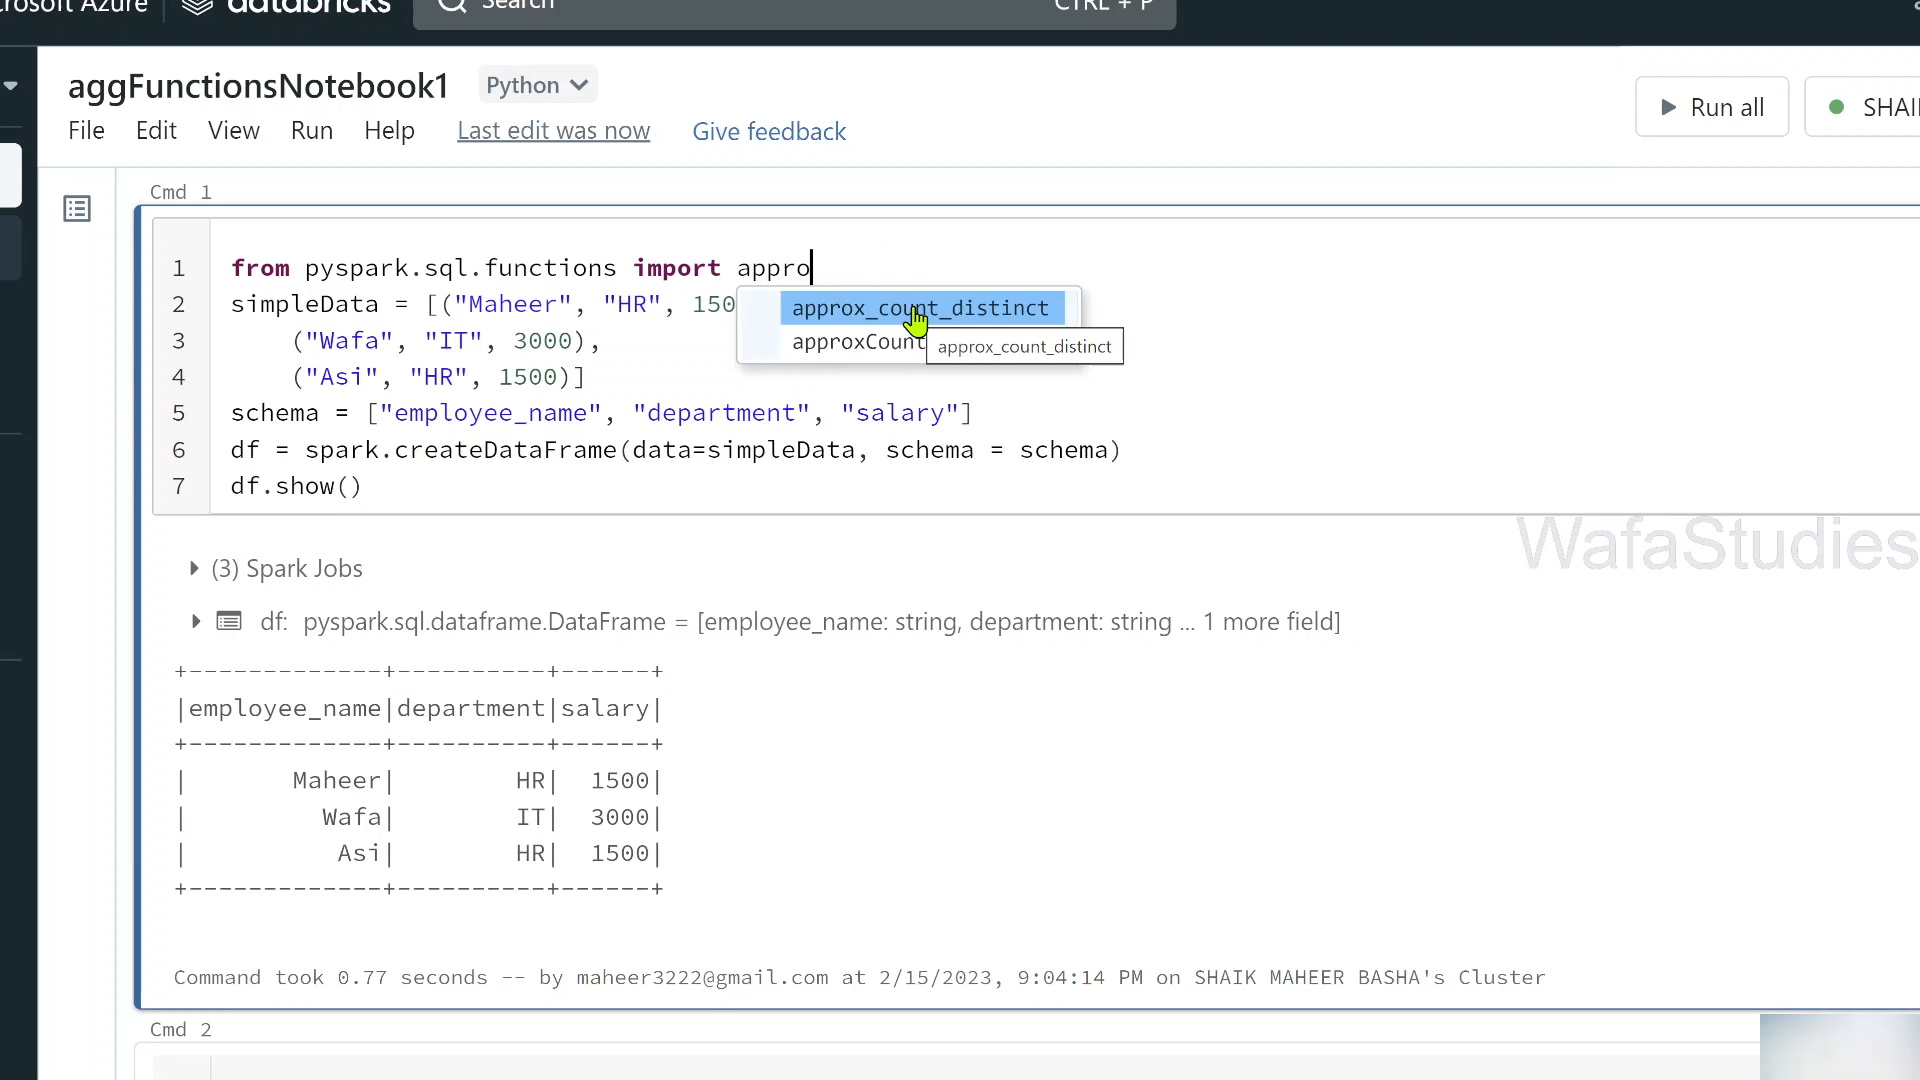 crosoft Azure databricks Search CTRL + P
aggFunctionsNotebook1 Python
File Edit View Run Help Last edit was now Give feedback Run all SHAI
Cmd 1
1 from pyspark.sql.functions import appro
2 simpleData = [("Maheer", "HR", 150
approx_count_distinct
3 ("Wafa", "IT", 3000),
approxCount
approx_count_distinct
4 ("Asi", "HR", 1500)]
5 schema = ["employee_name", "department", "salary"]
6 df = spark.createDataFrame(data=simpleData, schema = schema)
7 df.show()
WafaStudies
(3) Spark Jobs
df: pyspark.sql.dataframe.DataFrame = [employee_name: string, department: string ... 1 more field]
+-------------+----------+------+
|employee_name|department|salary|
+-------------+----------+------+
|       Maheer|        HR|  1500|
|         Wafa|        IT|  3000|
|          Asi|        HR|  1500|
+-------------+----------+------+
Command took 0.77 seconds -- by maheer3222@gmail.com at 2/15/2023, 9:04:14 PM on SHAIK MAHEER BASHA's Cluster
Cmd 2